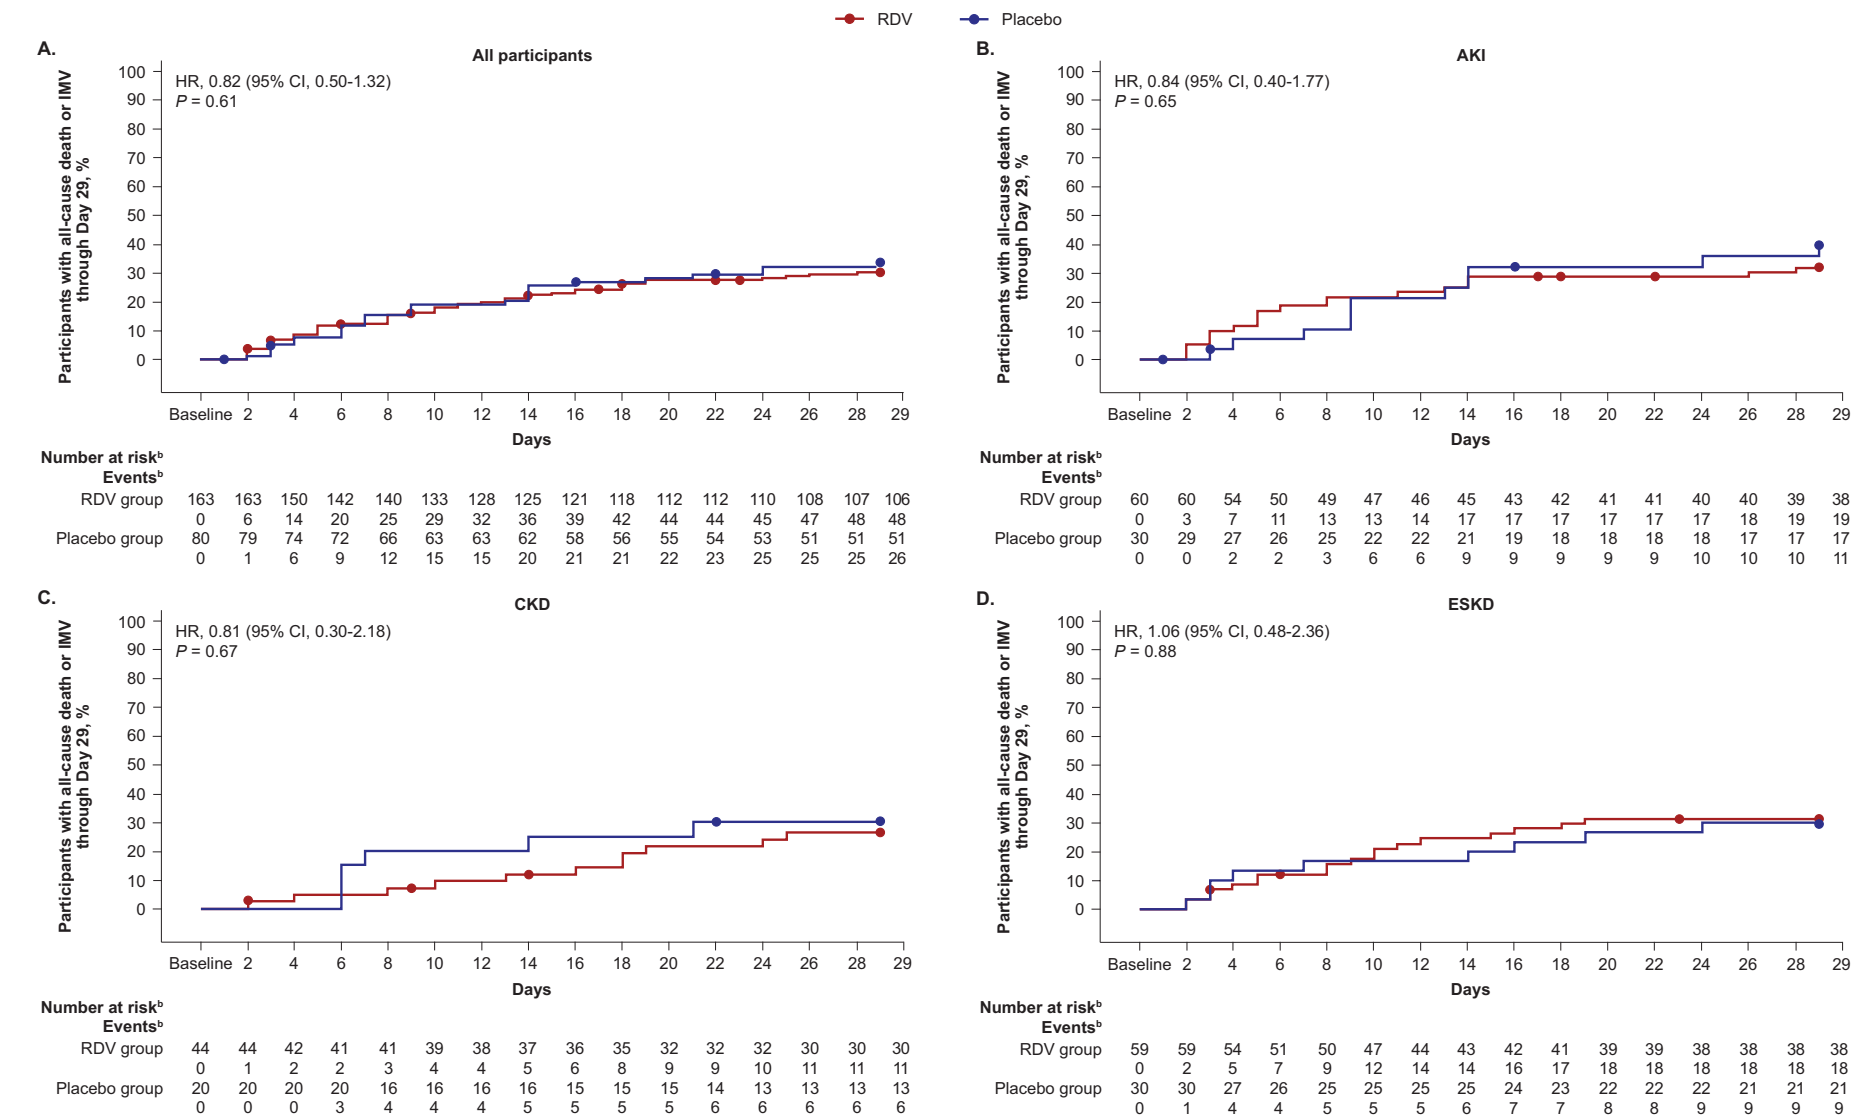 RDV Placebo
A. All participants
HR, 0.82 (95% CI, 0.50-1.32)
P = 0.61
Participants with all-cause death or IMV
through Day 29, %
100
90
80
70
60
50
40
30
20
10
0
Baseline 2 4 6 8 10 12 14 16 18 20 22 24 26 28 29
Days
Number at riskᵇ
Eventsᵇ
RDV group 163 163 150 142 140 133 128 125 121 118 112 112 110 108 107 106
0 6 14 20 25 29 32 36 39 42 44 44 45 47 48 48
Placebo group 80 79 74 72 66 63 63 62 58 56 55 54 53 51 51 51
0 1 6 9 12 15 15 20 21 21 22 23 25 25 25 26
B. AKI
HR, 0.84 (95% CI, 0.40-1.77)
P = 0.65
Participants with all-cause death or IMV
through Day 29, %
100
90
80
70
60
50
40
30
20
10
0
Baseline 2 4 6 8 10 12 14 16 18 20 22 24 26 28 29
Days
Number at riskᵇ
Eventsᵇ
RDV group 60 60 54 50 49 47 46 45 43 42 41 41 40 40 39 38
0 3 7 11 13 13 14 17 17 17 17 17 17 18 19 19
Placebo group 30 29 27 26 25 22 22 21 19 18 18 18 18 17 17 17
0 0 2 2 3 6 6 9 9 9 9 9 10 10 10 11
C. CKD
HR, 0.81 (95% CI, 0.30-2.18)
P = 0.67
Participants with all-cause death or IMV
through Day 29, %
100
90
80
70
60
50
40
30
20
10
0
Baseline 2 4 6 8 10 12 14 16 18 20 22 24 26 28 29
Days
Number at riskᵇ
Eventsᵇ
RDV group 44 44 42 41 41 39 38 37 36 35 32 32 32 30 30 30
0 1 2 2 3 4 4 5 6 8 9 9 10 11 11 11
Placebo group 20 20 20 20 16 16 16 16 15 15 15 14 13 13 13 13
0 0 0 3 4 4 4 5 5 5 5 6 6 6 6 6
D. ESKD
HR, 1.06 (95% CI, 0.48-2.36)
P = 0.88
Participants with all-cause death or IMV
through Day 29, %
100
90
80
70
60
50
40
30
20
10
0
Baseline 2 4 6 8 10 12 14 16 18 20 22 24 26 28 29
Days
Number at riskᵇ
Eventsᵇ
RDV group 59 59 54 51 50 47 44 43 42 41 39 39 38 38 38 38
0 2 5 7 9 12 14 14 16 17 18 18 18 18 18 18
Placebo group 30 30 27 26 25 25 25 25 24 23 22 22 22 21 21 21
0 1 4 4 5 5 5 6 7 7 8 8 9 9 9 9